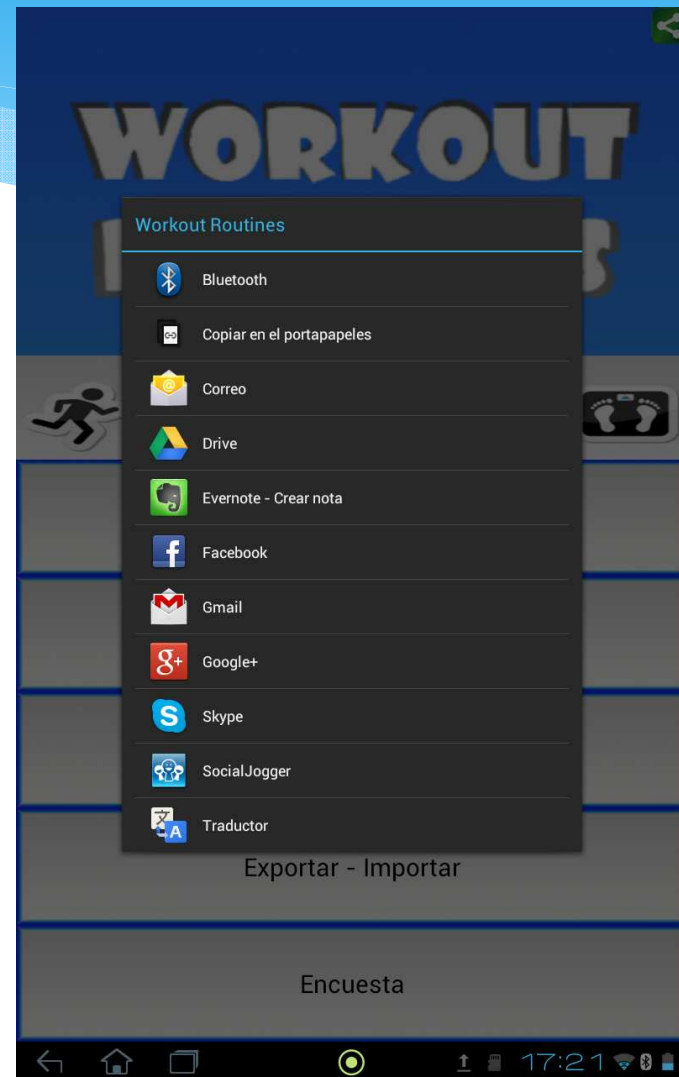 WORKOUT
Workout Routines
Bluetooth
Copiar en el portapapeles
Correo
Drive
Evernote - Crear nota
Facebook
Gmail
Google+
Skype
SocialJogger
Traductor
Exportar - Importar
Encuesta
17:21